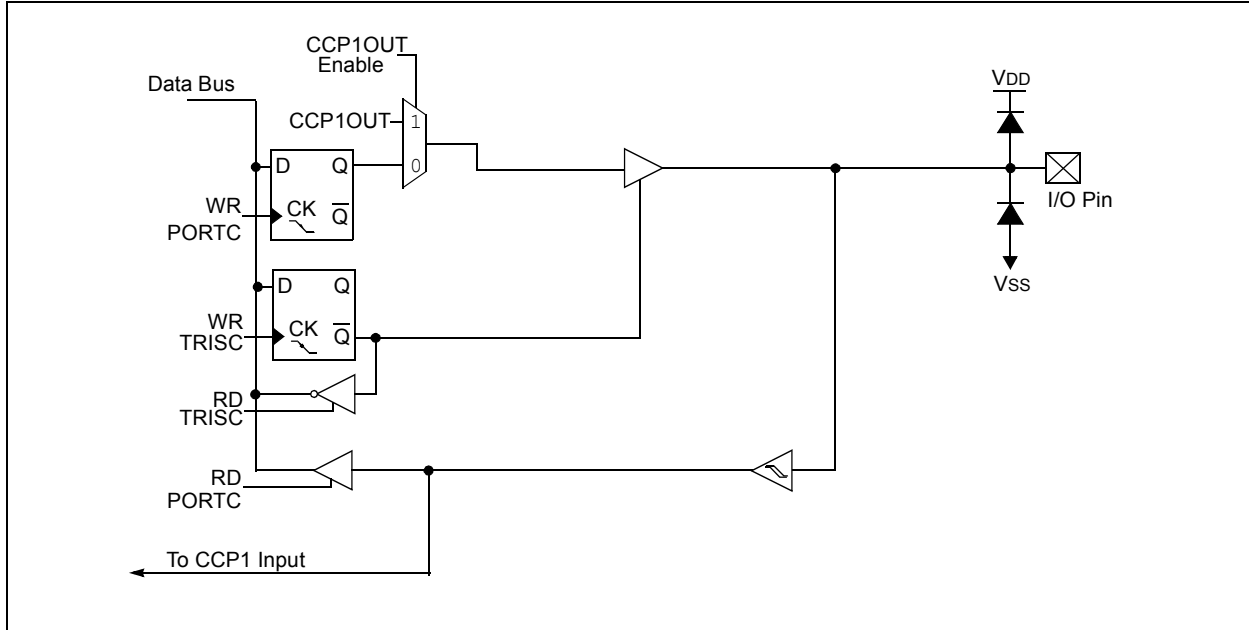 CCP1OUT
Enable
Data Bus
VDD
CCP1OUT
1
0
D Q
CK Q
WR
PORTC
I/O Pin
VSS
D Q
CK Q
WR
TRISC
RD
TRISC
RD
PORTC
To CCP1 Input